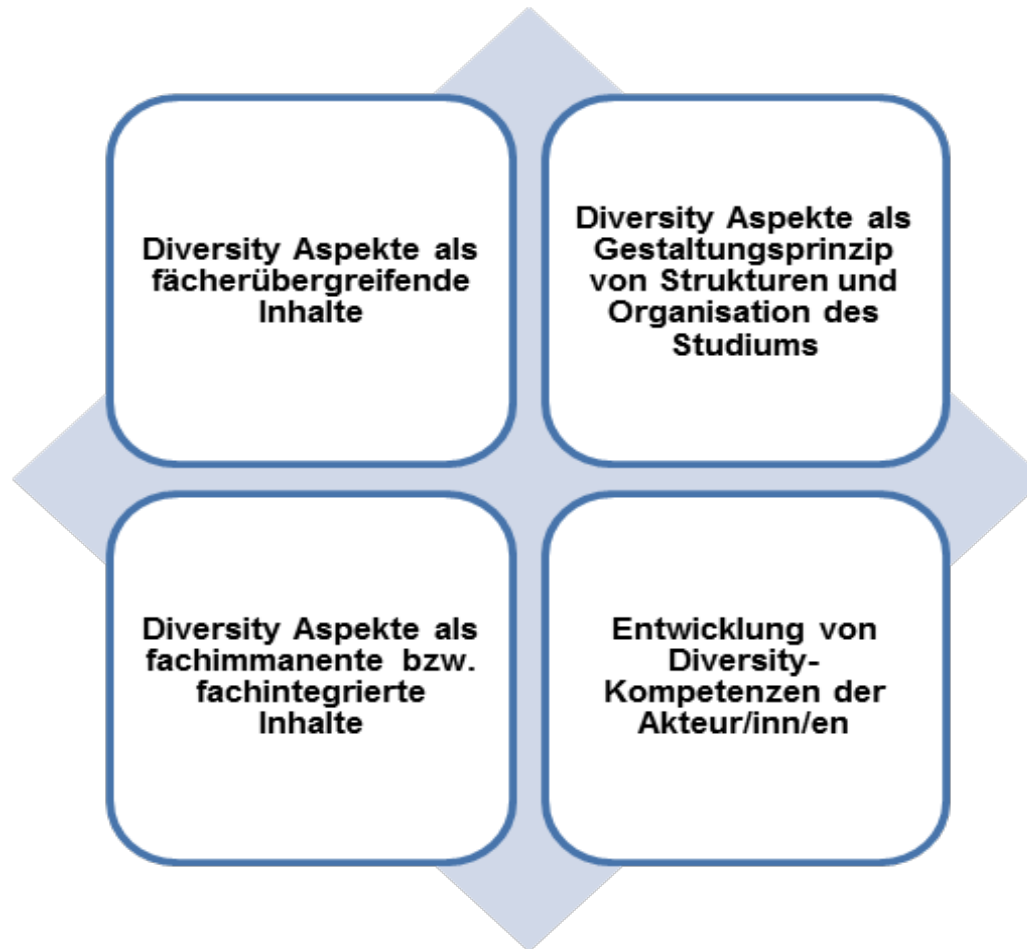 Diversity Aspekte als
fächerübergreifende
Inhalte
Diversity Aspekte als
Gestaltungsprinzip
von Strukturen und
Organisation des
Studiums
Diversity Aspekte als
fachimmanente bzw.
fachintegrierte
Inhalte
Entwicklung von
Diversity-
Kompetenzen der
Akteur/inn/en